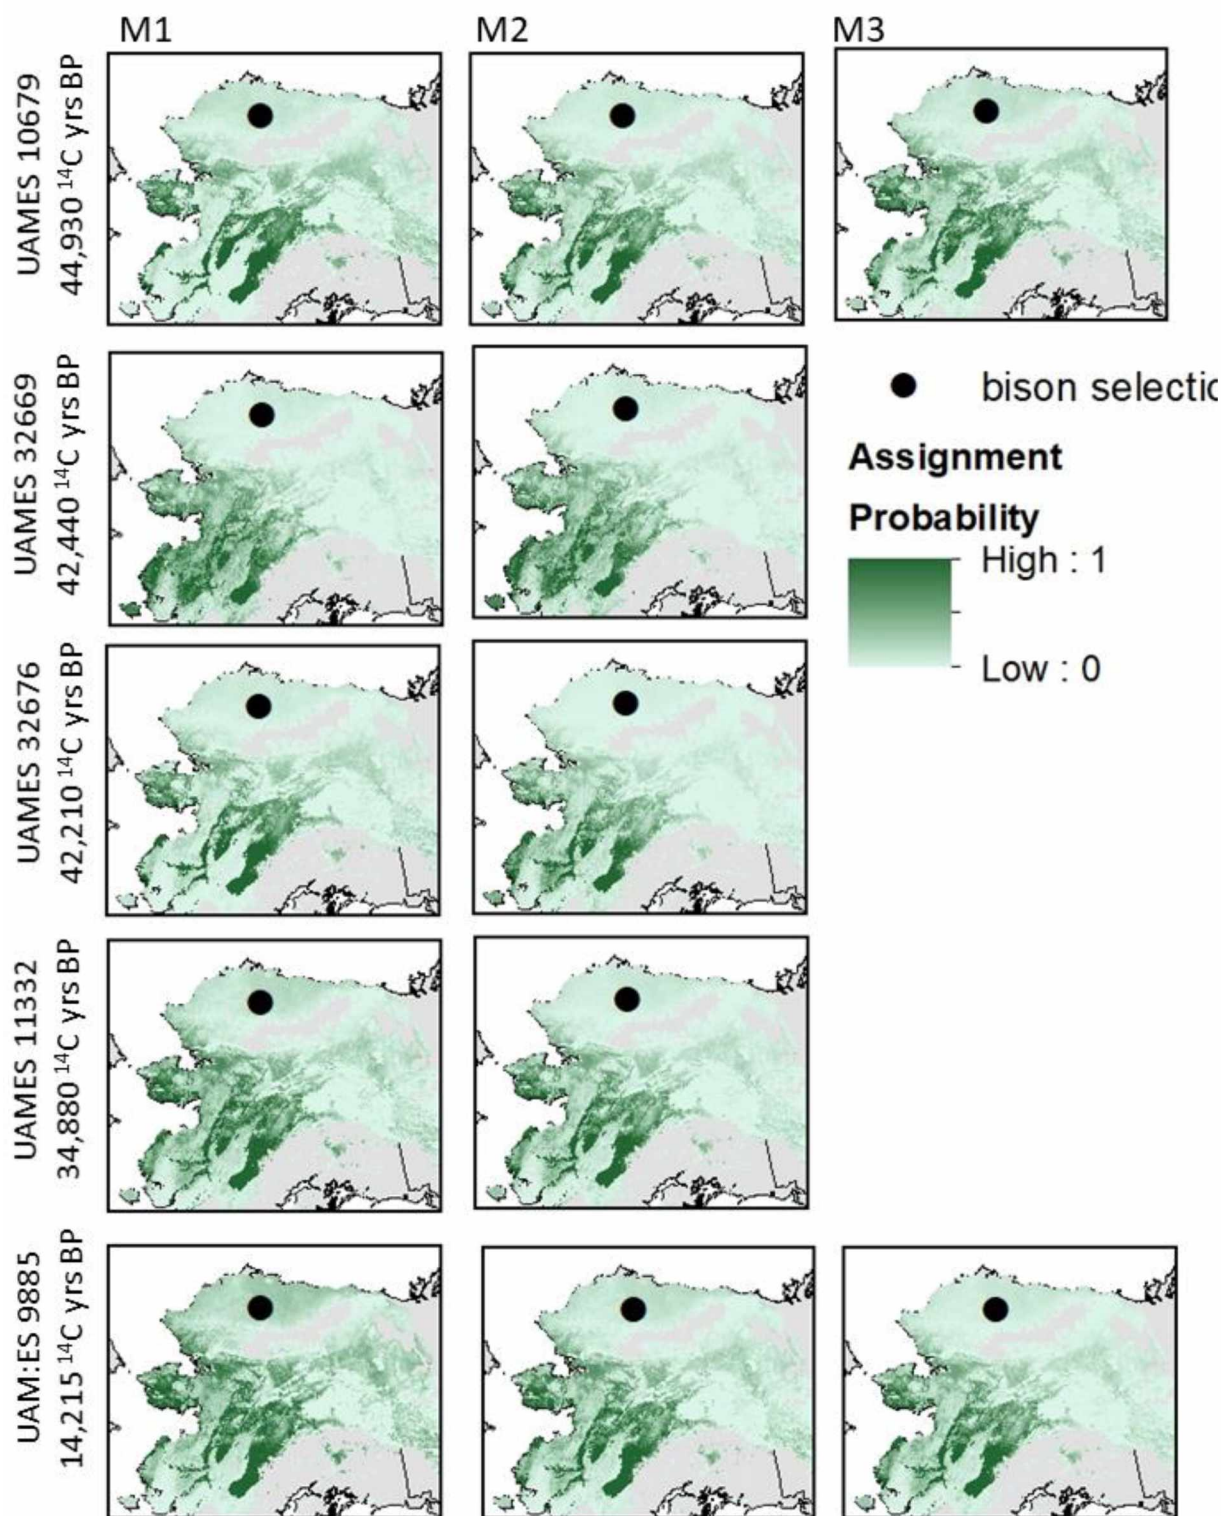 M1
M2
M3
UAMES 10679
44,930 ¹⁴C yrs BP
UAMES 32669
42,440 ¹⁴C yrs BP
bison selectio
Assignment
Probability
High : 1
Low : 0
UAMES 32676
42,210 ¹⁴C yrs BP
UAMES 11332
34,880 ¹⁴C yrs BP
UAM:ES 9885
14,215 ¹⁴C yrs BP